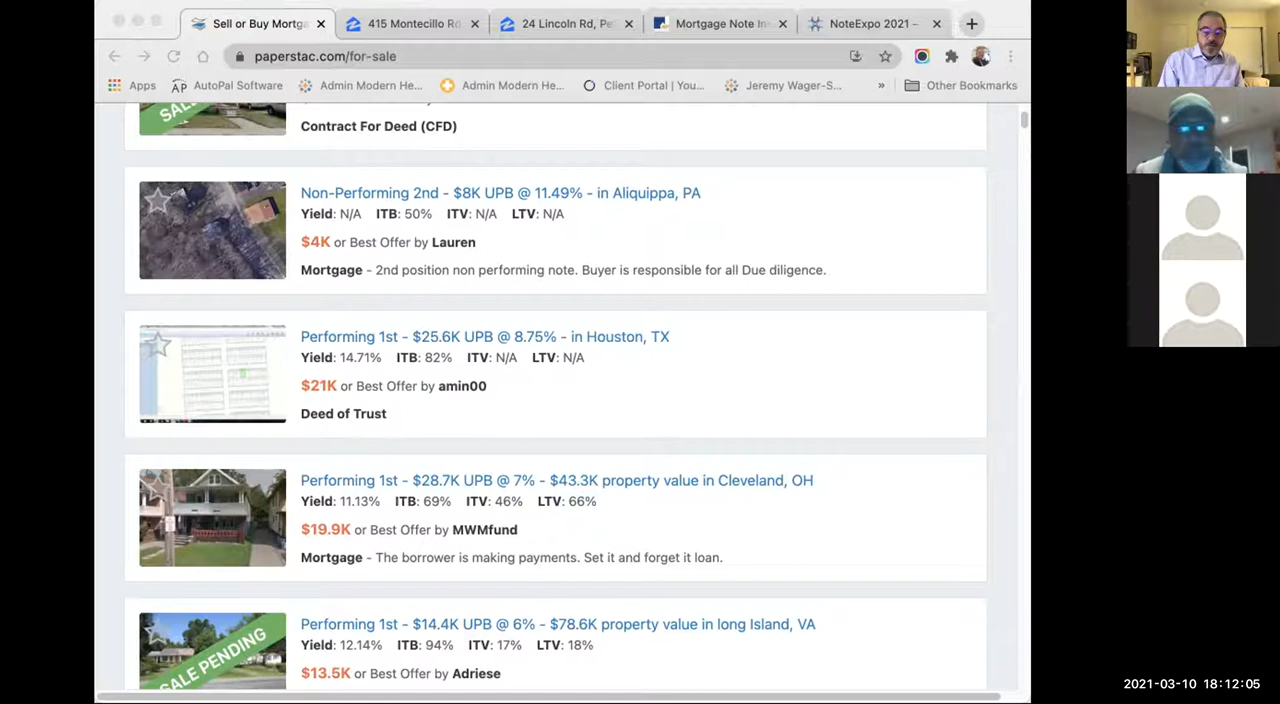 Sell or Buy Mortga
415 Montecillo Rd
24 Lincoln Rd, Pe
Mortgage Note In
NoteExpo 2021 –
paperstac.com/for-sale
Apps
AutoPal Software
Admin Modern He...
Admin Modern He...
Client Portal | You...
Jeremy Wager-S...
»
Other Bookmarks
SAL
Contract For Deed (CFD)
Non-Performing 2nd - $8K UPB @ 11.49% - in Aliquippa, PA
Yield: N/A ITB: 50% ITV: N/A LTV: N/A
$4K or Best Offer by Lauren
Mortgage - 2nd position non performing note. Buyer is responsible for all Due diligence.
Performing 1st - $25.6K UPB @ 8.75% - in Houston, TX
Yield: 14.71% ITB: 82% ITV: N/A LTV: N/A
$21K or Best Offer by amin00
Deed of Trust
Performing 1st - $28.7K UPB @ 7% - $43.3K property value in Cleveland, OH
Yield: 11.13% ITB: 69% ITV: 46% LTV: 66%
$19.9K or Best Offer by MWMfund
Mortgage - The borrower is making payments. Set it and forget it loan.
Performing 1st - $14.4K UPB @ 6% - $78.6K property value in long Island, VA
Yield: 12.14% ITB: 94% ITV: 17% LTV: 18%
SALE PENDING
$13.5K or Best Offer by Adriese
2021-03-10 18:12:05